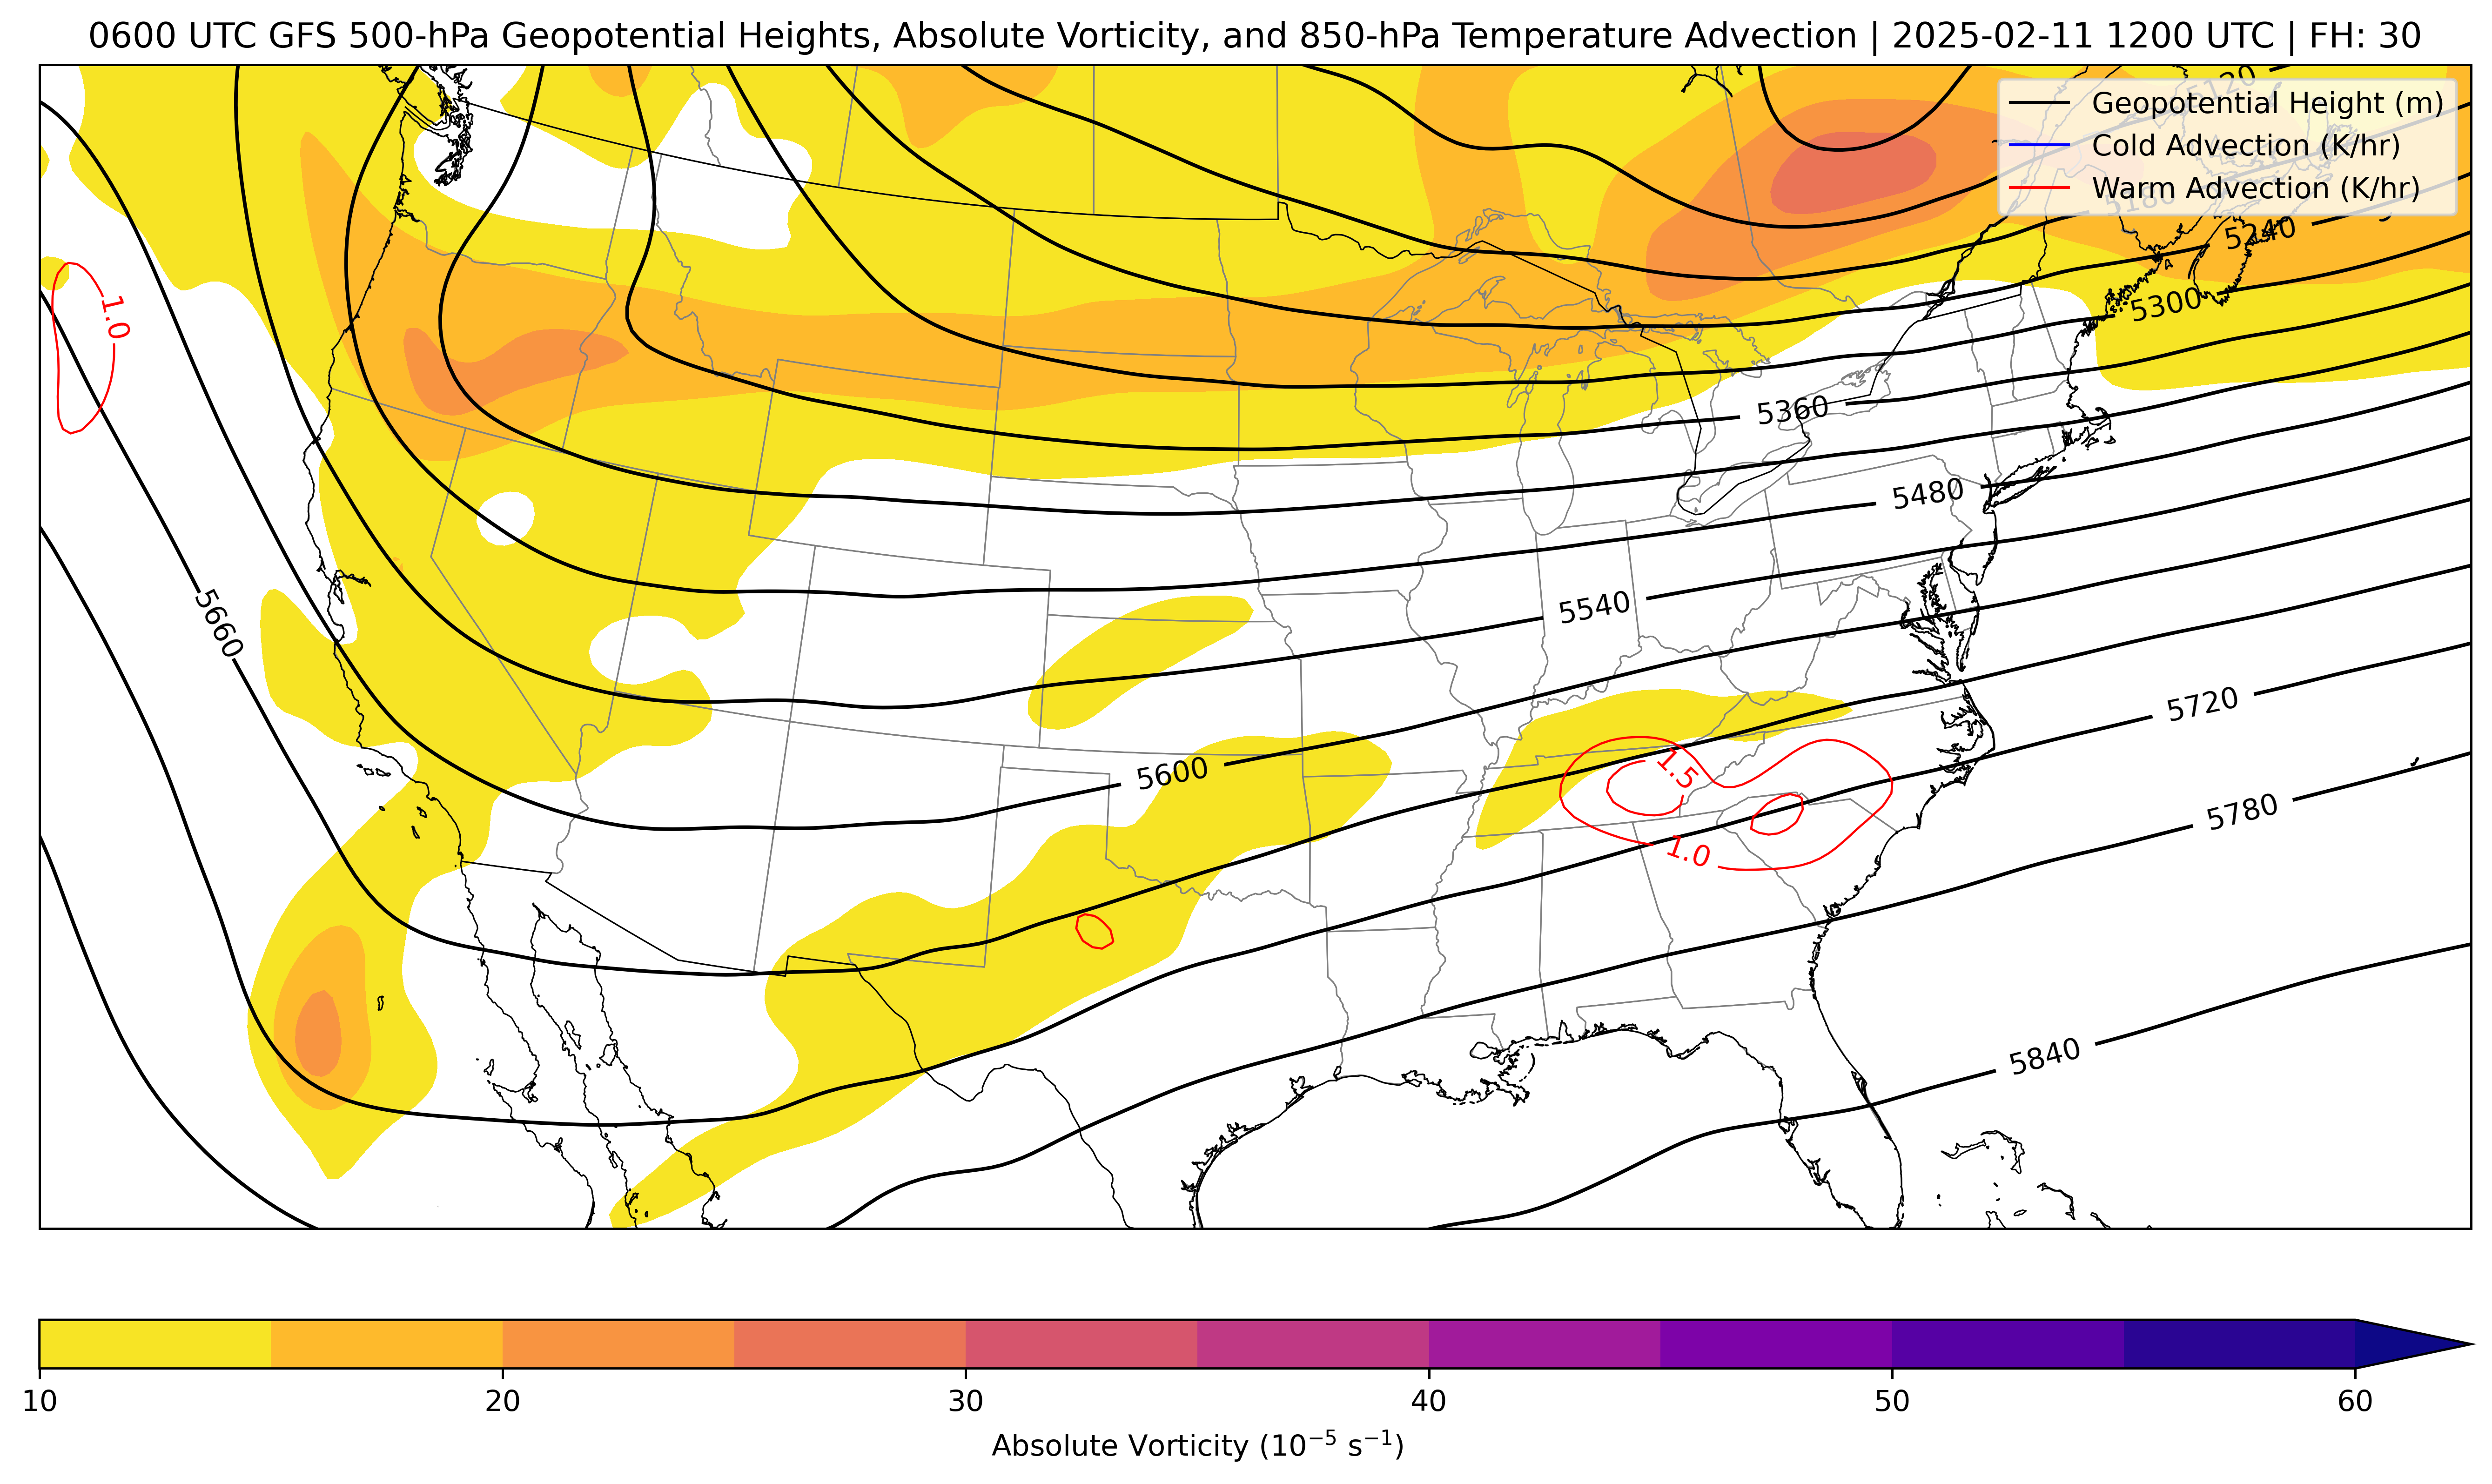 0600 UTC GFS 500-hPa Geopotential Heights, Absolute Vorticity, and 850-hPa Temperature Advection | 2025-02-11 1200 UTC | FH: 30
5120
Geopotential Height (m)
Cold Advection (K/hr)
Warm Advection (K/hr)
5180
5240
5300
1.0
5360
5480
5540
5660
5720
1.5
5600
5780
1.0
5840
10 20 30 40 50 60
Absolute Vorticity (10⁻⁵ s⁻¹)